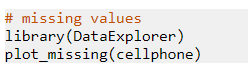 # missing values
library(DataExplorer)
plot_missing(cellphone)